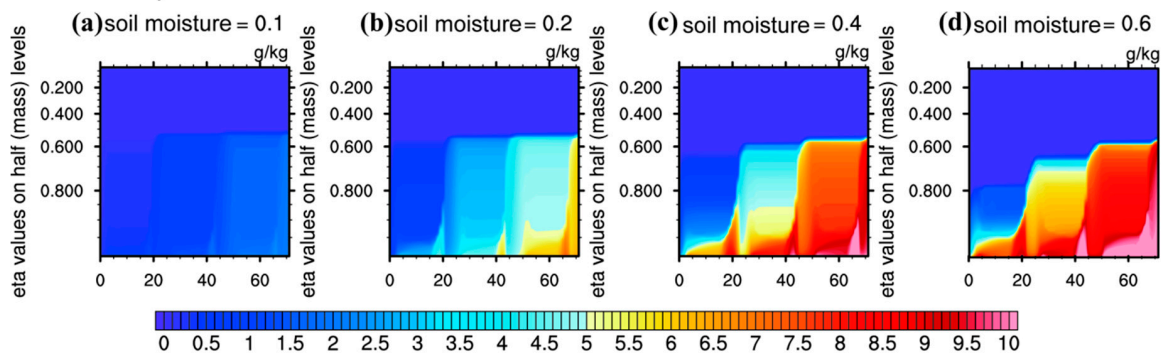 (a) soil moisture = 0.1 (b) soil moisture = 0.2 (c) soil moisture = 0.4 (d) soil moisture = 0.6
g/kg g/kg g/kg g/kg
eta values on half (mass) levels
0.200
0.400
0.600
0.800
0 20 40 60
eta values on half (mass) levels
0.200
0.400
0.600
0.800
0 20 40 60
eta values on half (mass) levels
0.200
0.400
0.600
0.800
0 20 40 60
eta values on half (mass) levels
0.200
0.400
0.600
0.800
0 20 40 60
0 0.5 1 1.5 2 2.5 3 3.5 4 4.5 5 5.5 6 6.5 7 7.5 8 8.5 9 9.5 10